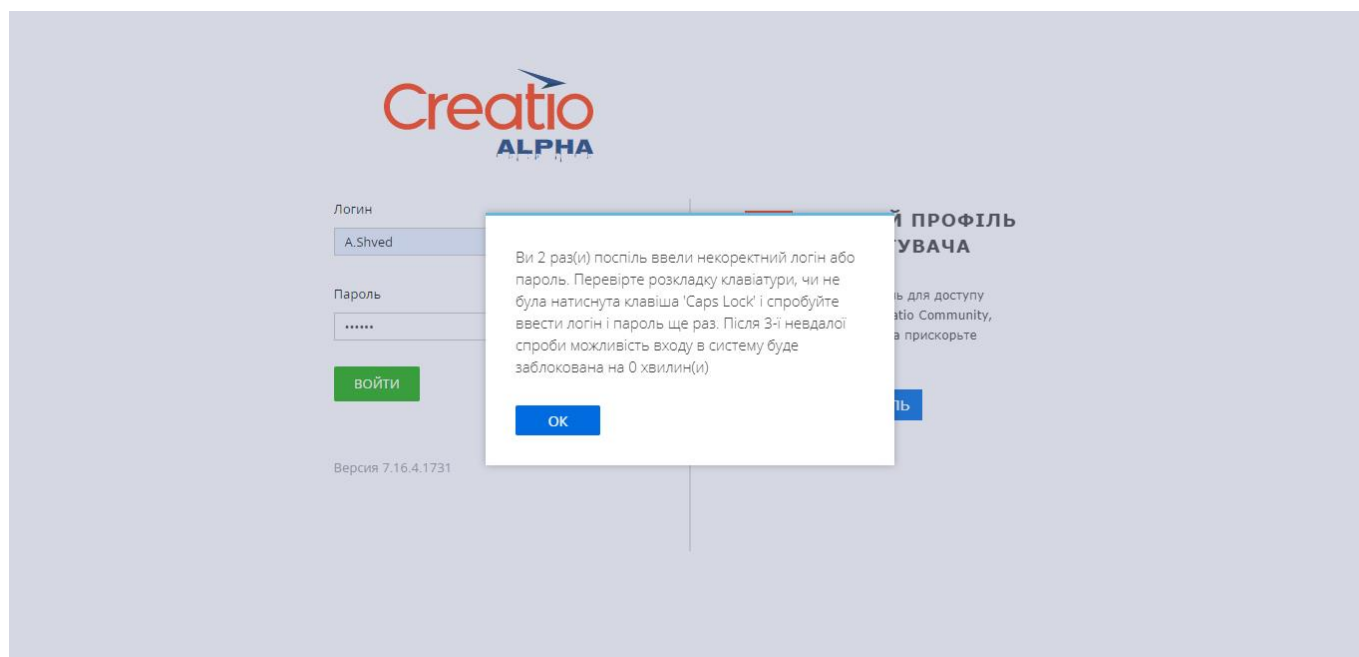 Creatio
ALPHA
Логин
A.Shved
Пароль
••••••
ВОЙТИ
Версия 7.16.4.1731
Ви 2 раз(и) поспіль ввели некоректний логін або
пароль. Перевірте розкладку клавіатури, чи не
була натиснута клавіша 'Caps Lock' і спробуйте
ввести логін і пароль ще раз. Після 3-ї невдалої
спроби можливість входу в систему буде
заблокована на 0 хвилин(и)
OK
Й ПРОФІЛЬ
УВАЧА
ь для доступу
atio Community,
а прискорьте
ЛЬ